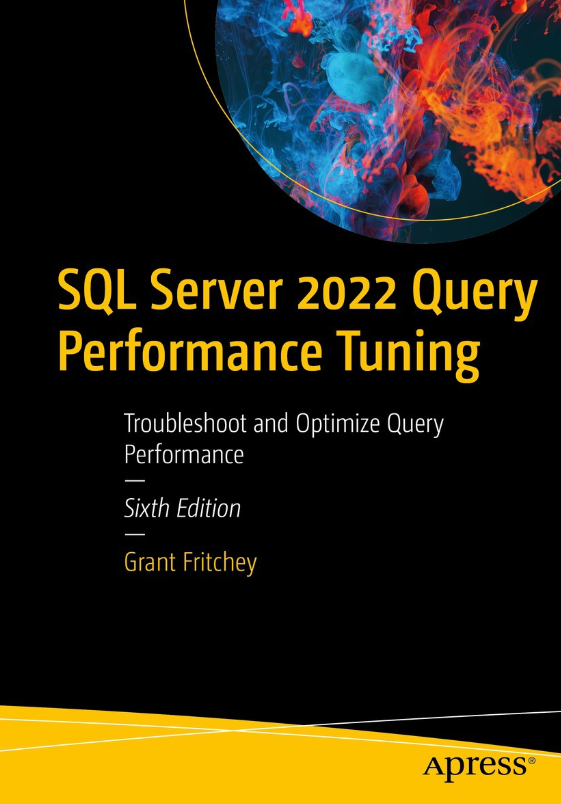 SQL Server 2022 Query
Performance Tuning
Troubleshoot and Optimize Query
Performance
—
Sixth Edition
—
Grant Fritchey
Apress®